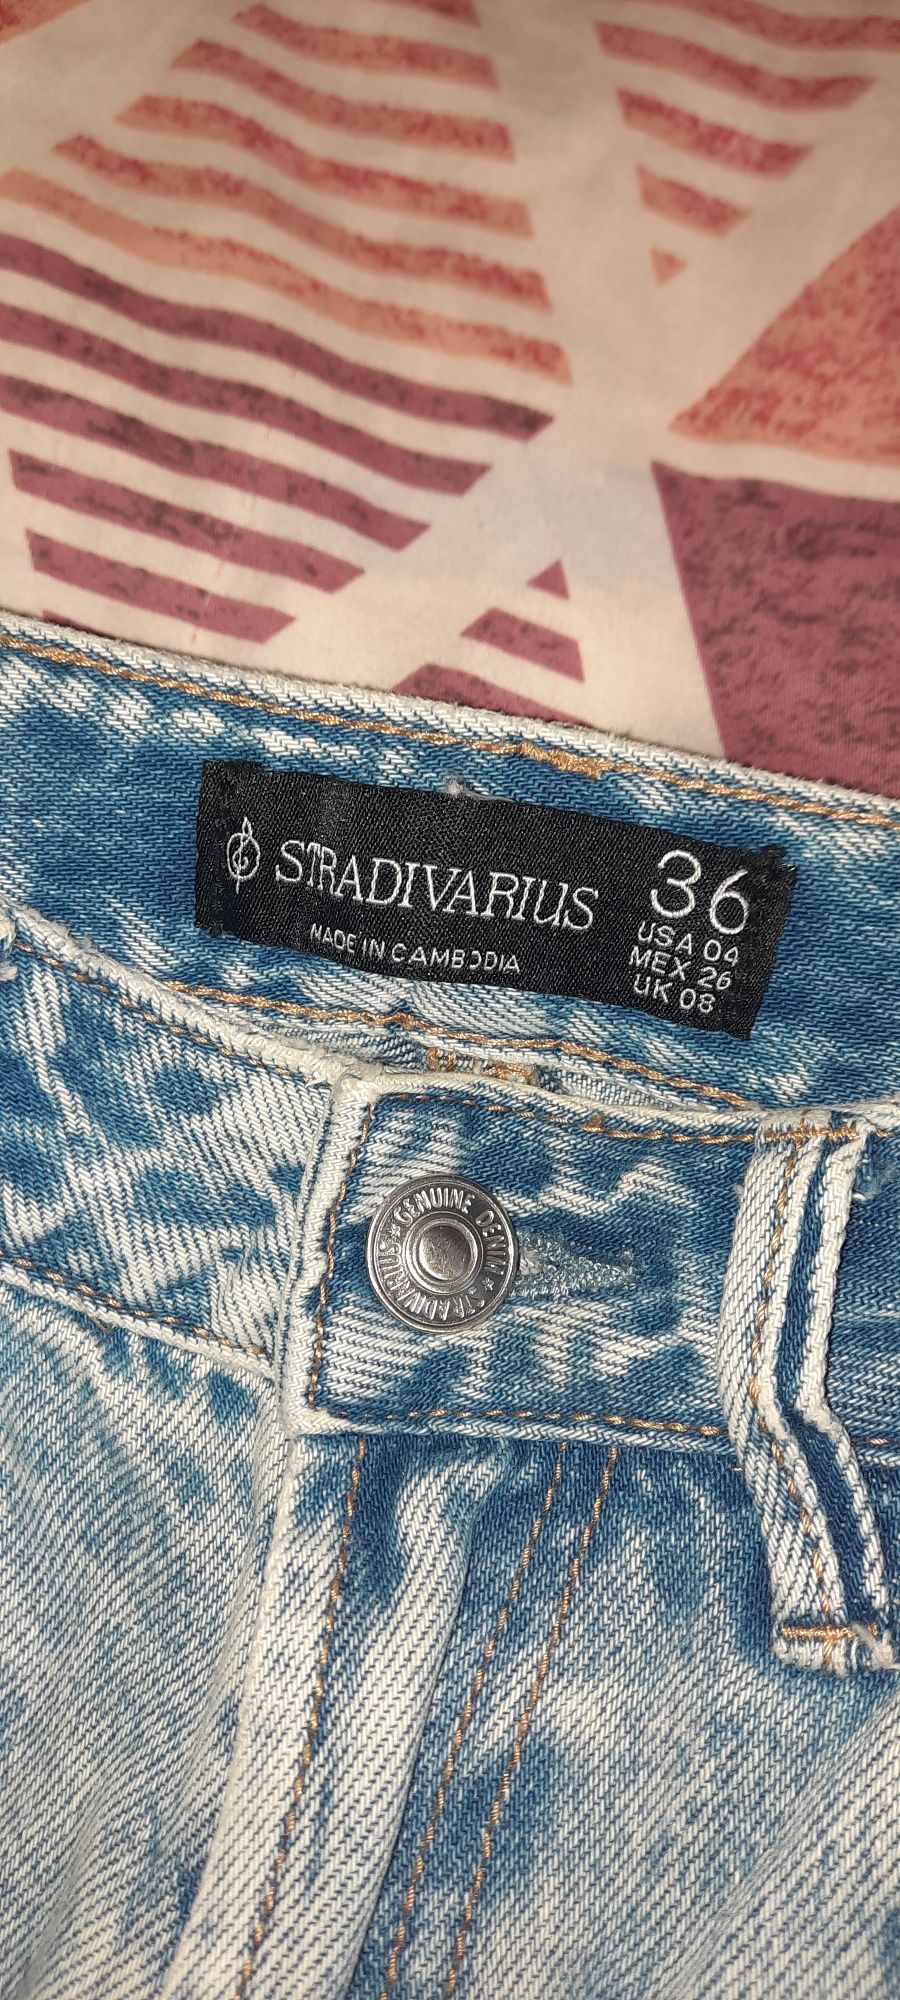 STRADIVARIUS
MADE IN CAMBODIA
36
USA 04
MEX 26
UK 08
GENUINE DENIM * STRADIVARIUS *